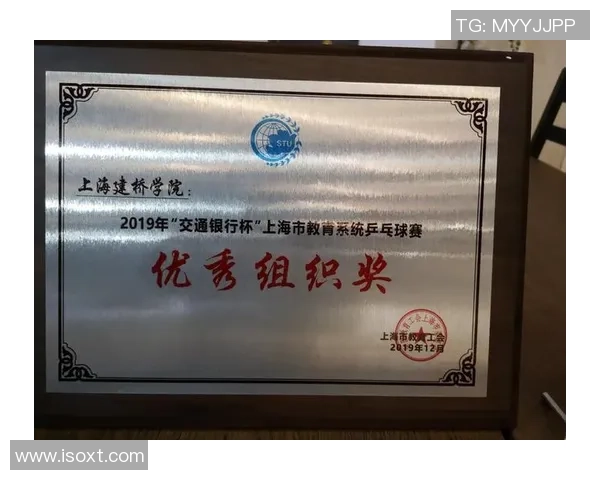 TG: MYYJJPP
STU
上海建桥学院：
2019年“交通银行杯”上海市教育系统乒乓球赛
优秀组织奖
上海市教育工会
2019年12月
www.isoxt.com